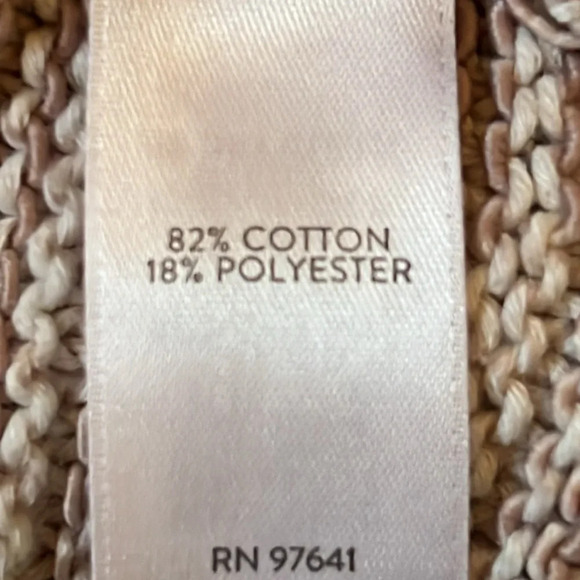 82% COTTON
18% POLYESTER
RN 97641